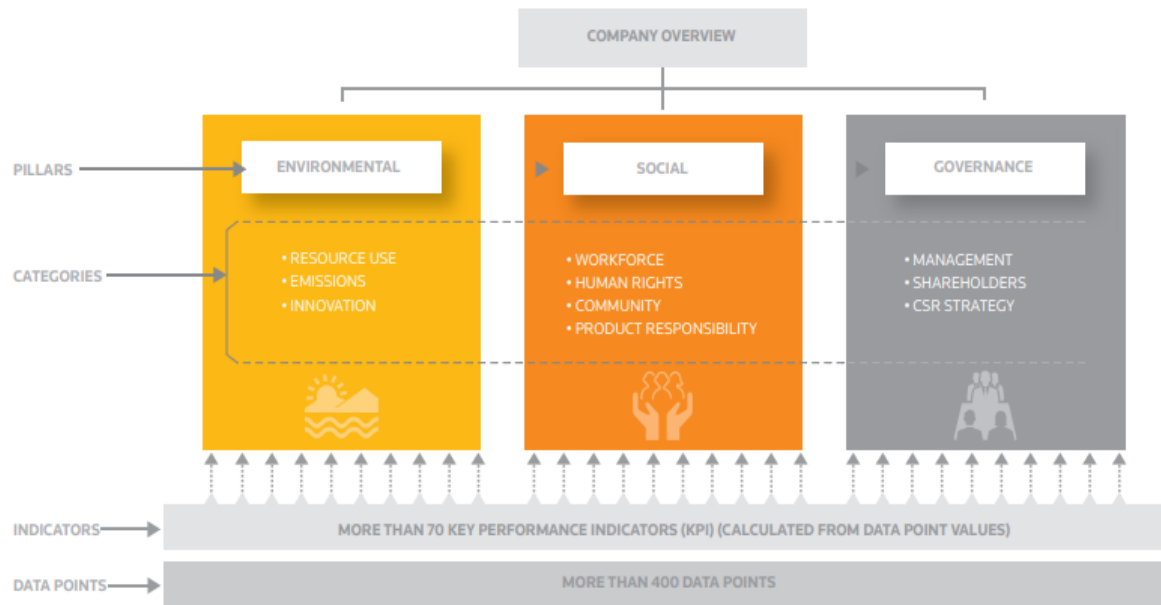 COMPANY OVERVIEW
PILLARS
ENVIRONMENTAL
SOCIAL
GOVERNANCE
CATEGORIES
• RESOURCE USE
• EMISSIONS
• INNOVATION
• WORKFORCE
• HUMAN RIGHTS
• COMMUNITY
• PRODUCT RESPONSIBILITY
• MANAGEMENT
• SHAREHOLDERS
• CSR STRATEGY
INDICATORS
MORE THAN 70 KEY PERFORMANCE INDICATORS (KPI) (CALCULATED FROM DATA POINT VALUES)
DATA POINTS
MORE THAN 400 DATA POINTS